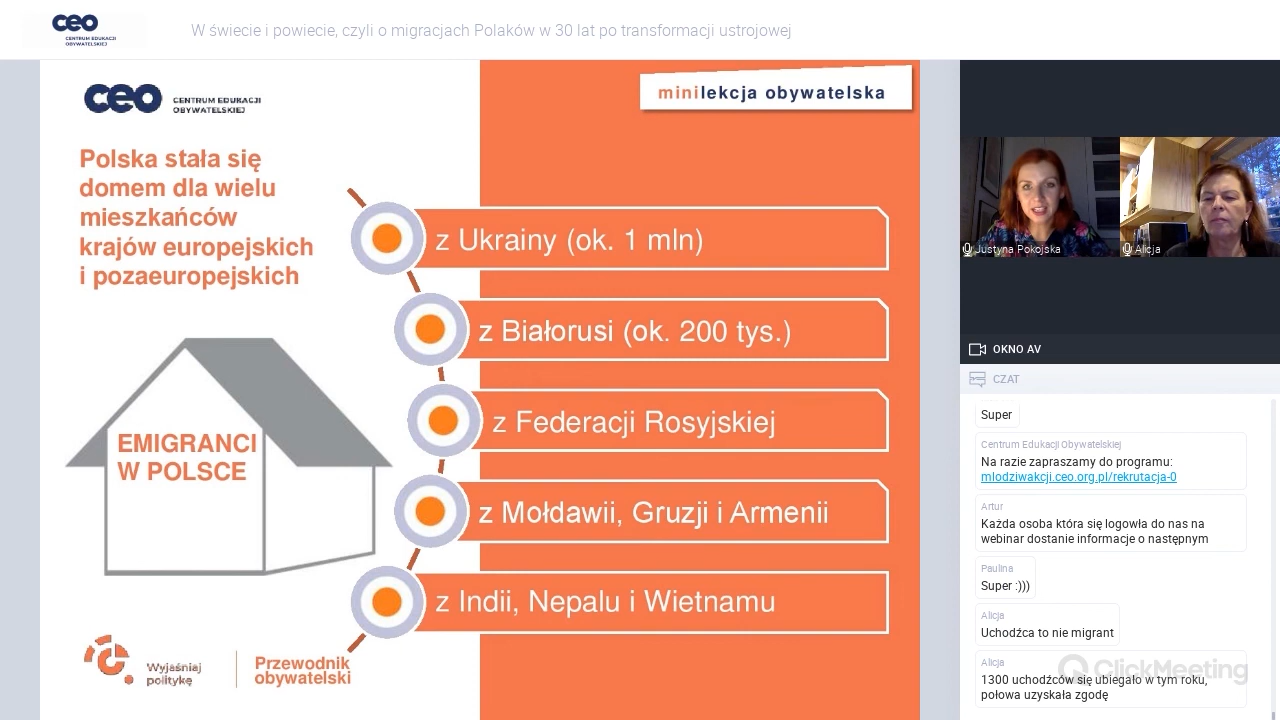 ceo
CENTRUM EDUKACJI
OBYWATELSKIEJ
W świecie i powiecie, czyli o migracjach Polaków w 30 lat po transformacji ustrojowej
ceo
CENTRUM EDUKACJI
OBYWATELSKIEJ
minilekcja obywatelska
Polska stała się
domem dla wielu
mieszkańców
krajów europejskich
i pozaeuropejskich
EMIGRANCI
W POLSCE
z Ukrainy (ok. 1 mln)
z Białorusi (ok. 200 tys.)
z Federacji Rosyjskiej
z Mołdawii, Gruzji i Armenii
z Indii, Nepalu i Wietnamu
Wyjaśniaj
politykę
Przewodnik
obywatelski
Justyna Pokojska
Alicja
OKNO AV
CZAT
Super
Centrum Edukacji Obywatelskiej
Na razie zapraszamy do programu:
mlodziwakcji.ceo.org.pl/rekrutacja-0
Artur
Każda osoba która się logowła do nas na
webinar dostanie informacje o następnym
Paulina
Super :)))
Alicja
Uchodźca to nie migrant
Alicja
1300 uchodźców się ubiegało w tym roku,
połowa uzyskała zgodę
ClickMeeting